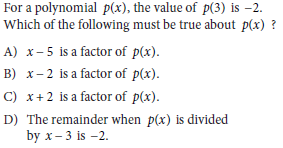 For a polynomial p(x), the value of p(3) is −2.
Which of the following must be true about p(x) ?
A) x − 5 is a factor of p(x).
B) x − 2 is a factor of p(x).
C) x + 2 is a factor of p(x).
D) The remainder when p(x) is divided
by x − 3 is −2.